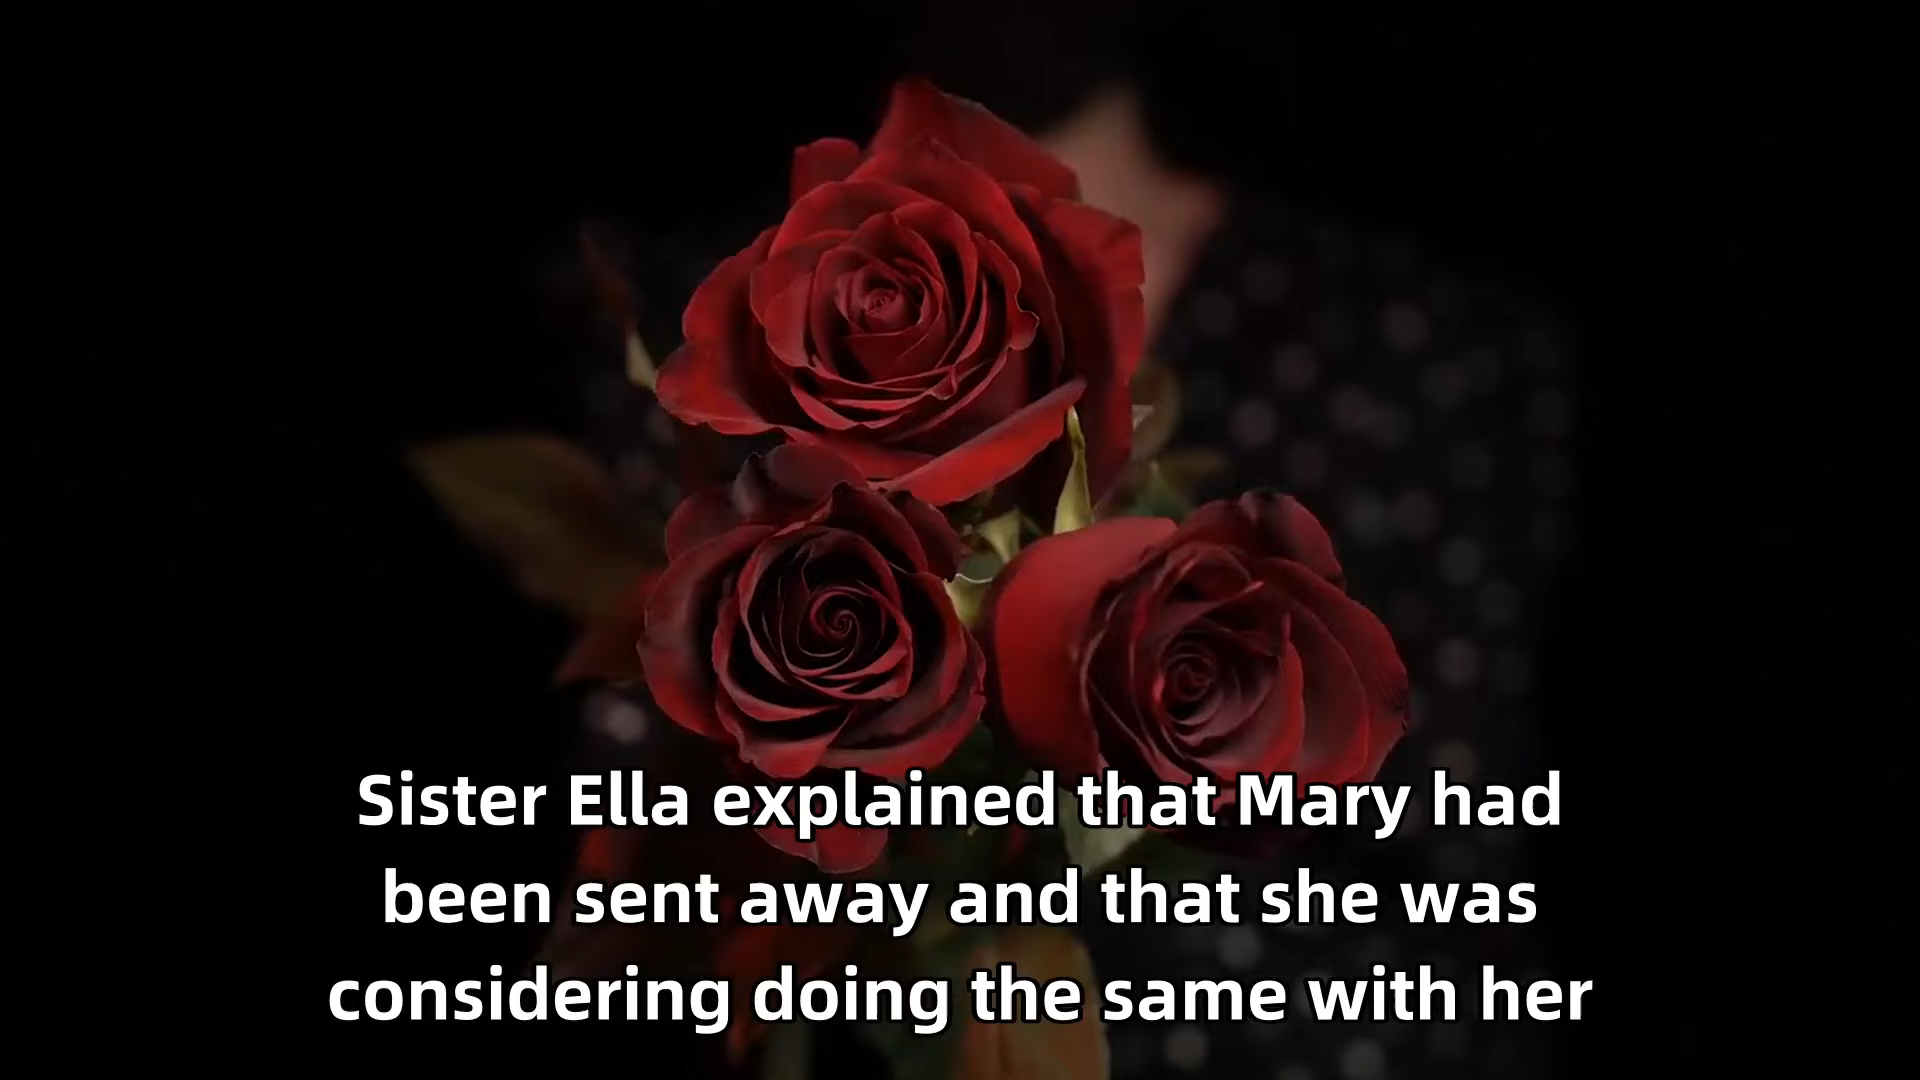 Sister Ella explained that Mary had
been sent away and that she was
considering doing the same with her